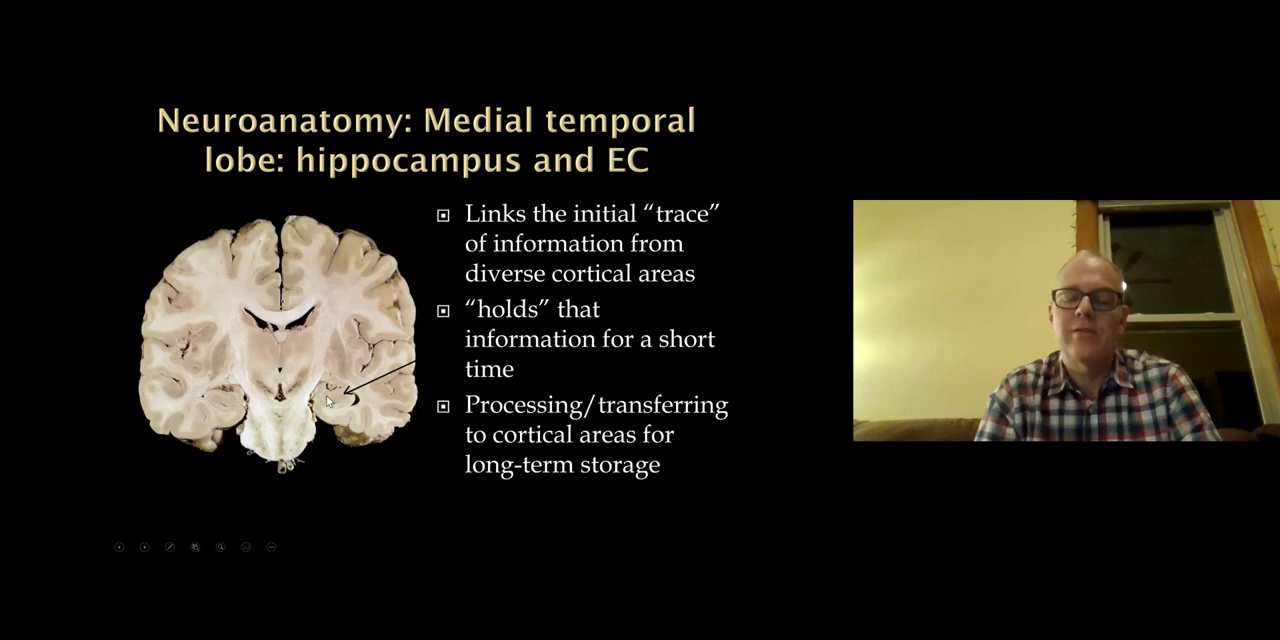 Neuroanatomy: Medial temporal
lobe: hippocampus and EC
Links the initial “trace”
of information from
diverse cortical areas
“holds” that
information for a short
time
Processing/transferring
to cortical areas for
long-term storage